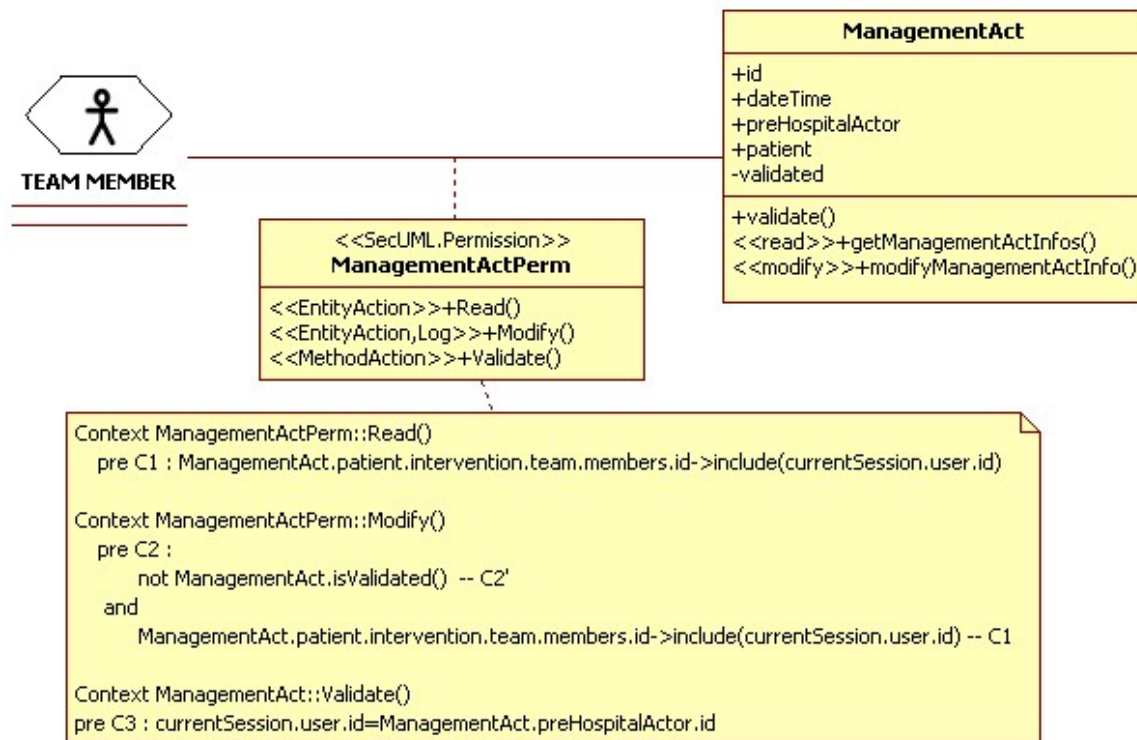 ManagementAct
+id
+dateTime
+preHospitalActor
+patient
-validated
+validate()
<<read>>+getManagementActInfos()
<<modify>>+modifyManagementActInfo()
TEAM MEMBER
<<SecUML.Permission>>
ManagementActPerm
<<EntityAction>>+Read()
<<EntityAction,Log>>+Modify()
<<MethodAction>>+Validate()
Context ManagementActPerm::Read()
pre C1 : ManagementAct.patient.intervention.team.members.id->include(currentSession.user.id)
Context ManagementActPerm::Modify()
pre C2 :
not ManagementAct.isValidated() -- C2'
and
ManagementAct.patient.intervention.team.members.id->include(currentSession.user.id) -- C1
Context ManagementAct::Validate()
pre C3 : currentSession.user.id=ManagementAct.preHospitalActor.id